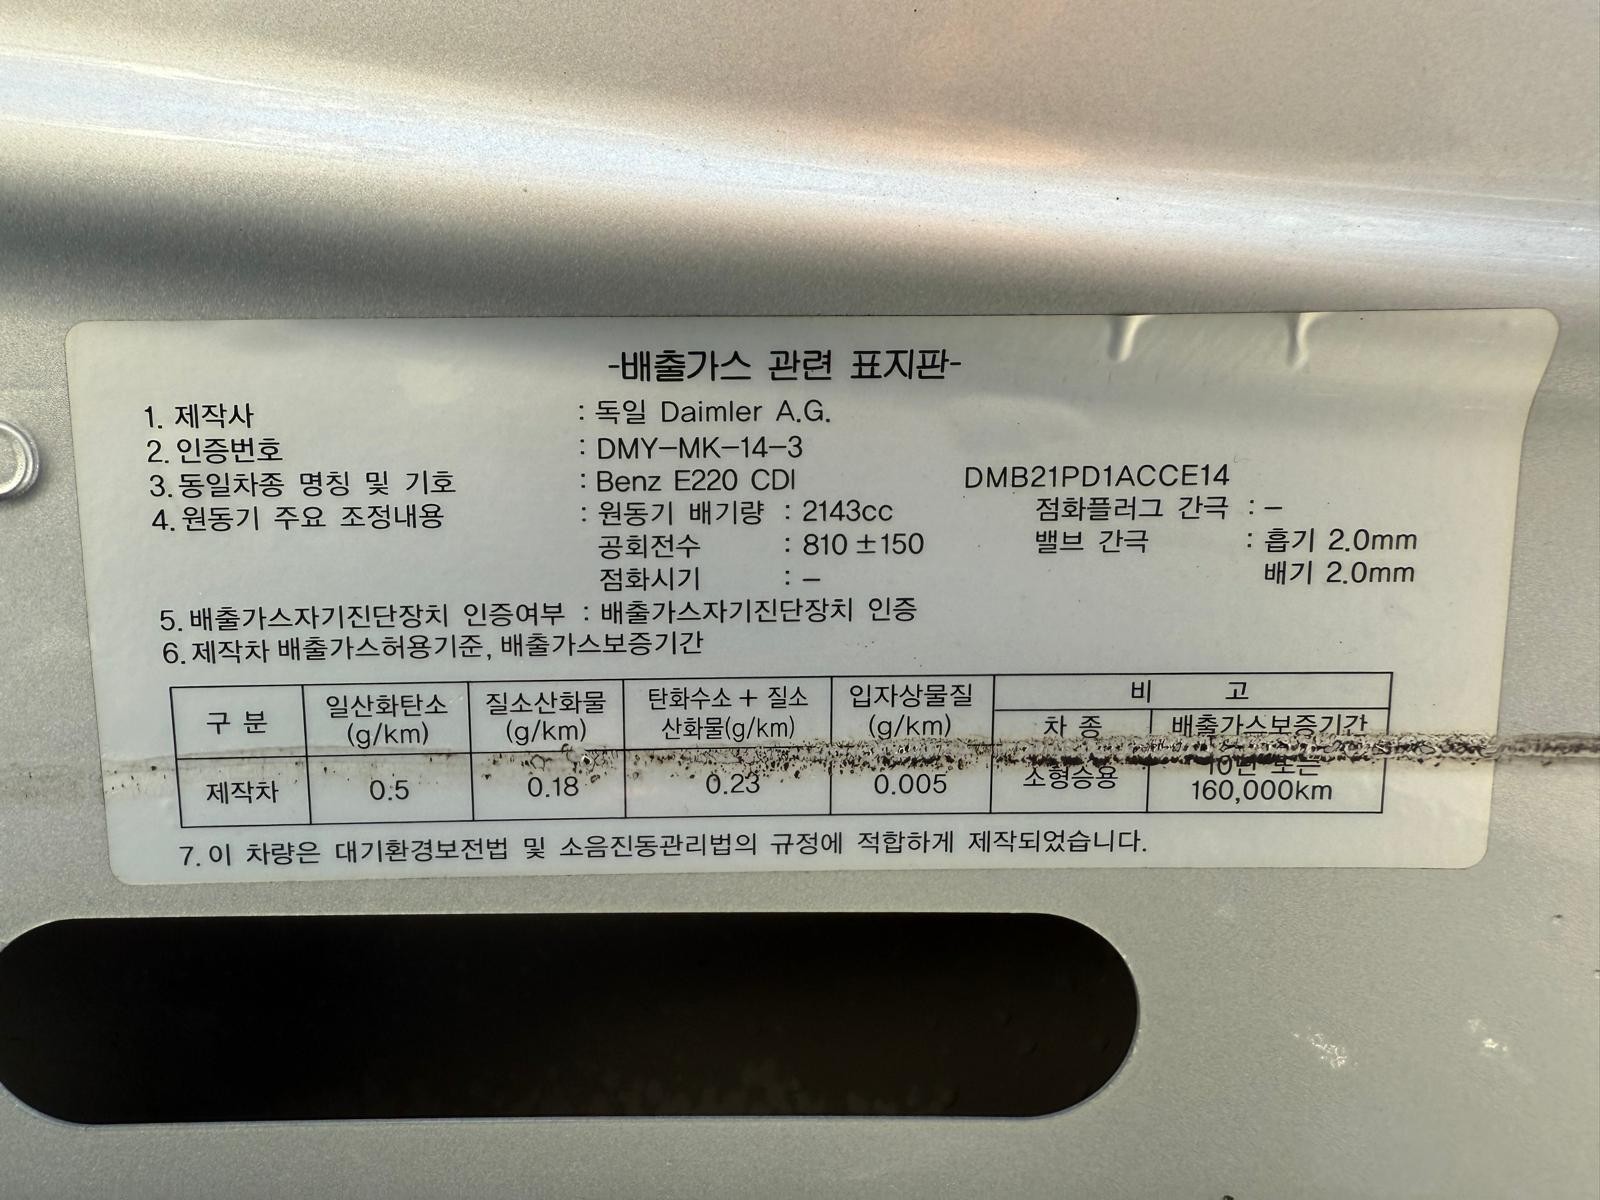 -배출가스 관련 표지판-
1. 제작사 : 독일 Daimler A.G.
2. 인증번호 : DMY-MK-14-3
3. 동일차종 명칭 및 기호 : Benz E220 CDI DMB21PD1ACCE14
4. 원동기 주요 조정내용 : 원동기 배기량 : 2143cc 점화플러그 간극 : -
공회전수 : 810 ±150 밸브 간극 : 흡기 2.0mm
점화시기 : - 배기 2.0mm
5. 배출가스자기진단장치 인증여부 : 배출가스자기진단장치 인증
6. 제작차 배출가스허용기준, 배출가스보증기간
구 분 일산화탄소 (g/km) 질소산화물 (g/km) 탄화수소 + 질소 산화물(g/km) 입자상물질 (g/km) 비 고
차 종 배출가스보증기간
제작차 0.5 0.18 0.23 0.005 소형승용 10년 또는 160,000km
7. 이 차량은 대기환경보전법 및 소음진동관리법의 규정에 적합하게 제작되었습니다.